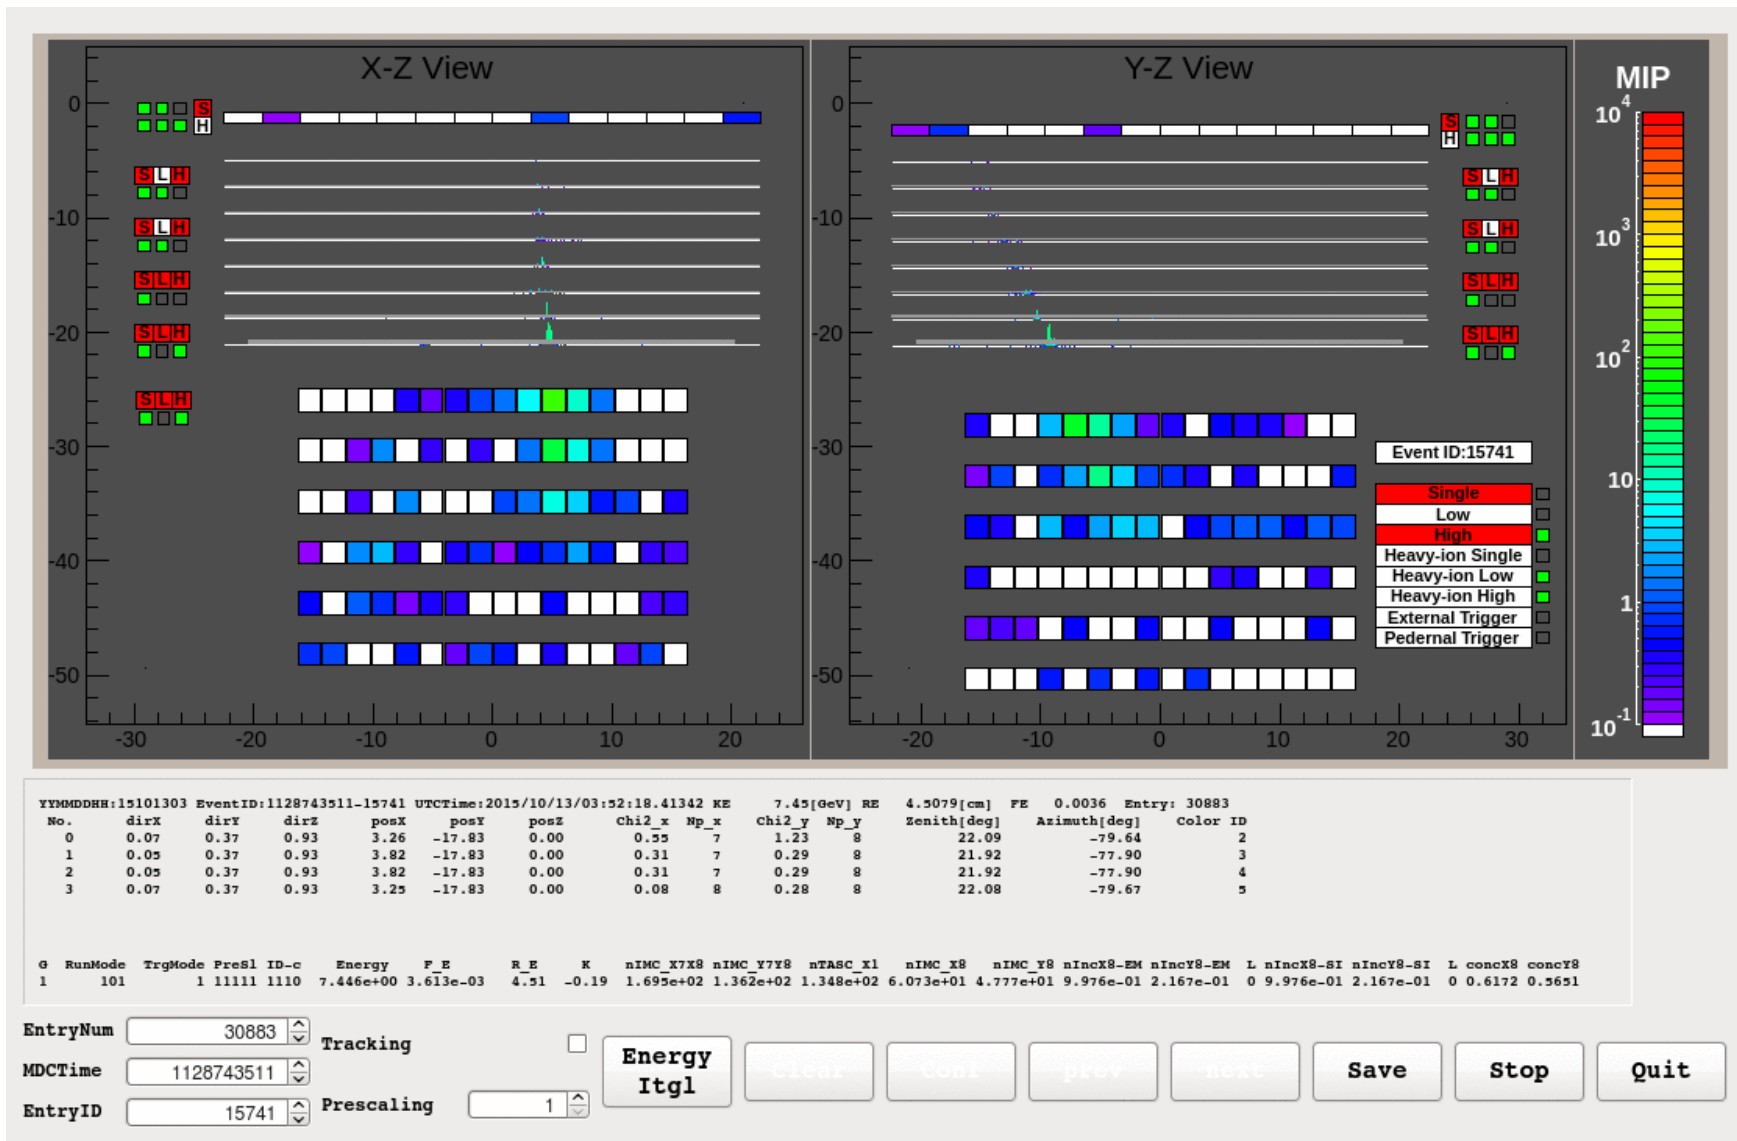 X-Z View
Y-Z View
MIP
0
-10
-20
-30
-40
-50
-30 -20 -10 0 10 20
S
H
S L H
S L H
S L H
S L H
S L H
0
-10
-20
-30
-40
-50
-20 -10 0 10 20 30
S
H
S L H
S L H
S L H
S L H
Event ID:15741
Single
Low
High
Heavy-ion Single
Heavy-ion Low
Heavy-ion High
External Trigger
Pedernal Trigger
10^4
10^3
10^2
10
1
10^-1
YYMMDDHH:15101303 EventID:1128743511-15741 UTCTime:2015/10/13/03:52:18.41342 KE 7.45[GeV] RE 4.5079[cm] FE 0.0036 Entry: 30883
No. dirX dirY dirZ posX posY posZ Chi2_x Np_x Chi2_y Np_y Zenith[deg] Azimuth[deg] Color ID
0 0.07 0.37 0.93 3.26 -17.83 0.00 0.55 7 1.23 8 22.09 -79.64 2
1 0.05 0.37 0.93 3.82 -17.83 0.00 0.31 7 0.29 8 21.92 -77.90 3
2 0.05 0.37 0.93 3.82 -17.83 0.00 0.31 7 0.29 8 21.92 -77.90 4
3 0.07 0.37 0.93 3.25 -17.83 0.00 0.08 8 0.28 8 22.08 -79.67 5
G RunMode TrgMode PreSl ID-c Energy F_E R_E K nIMC_X7X8 nIMC_Y7Y8 nTASC_X1 nIMC_X8 nIMC_Y8 nIncX8-EM nIncY8-EM L nIncX8-SI nIncY8-SI L concX8 concY8
1 101 1 11111 1110 7.446e+00 3.613e-03 4.51 -0.19 1.695e+02 1.362e+02 1.348e+02 6.073e+01 4.777e+01 9.976e-01 2.167e-01 0 9.976e-01 2.167e-01 0 0.6172 0.5651
EntryNum 30883
MDCTime 1128743511
EntryID 15741
Tracking
Prescaling 1
Energy
Itgl
Clear
Conf
prev
next
Save
Stop
Quit